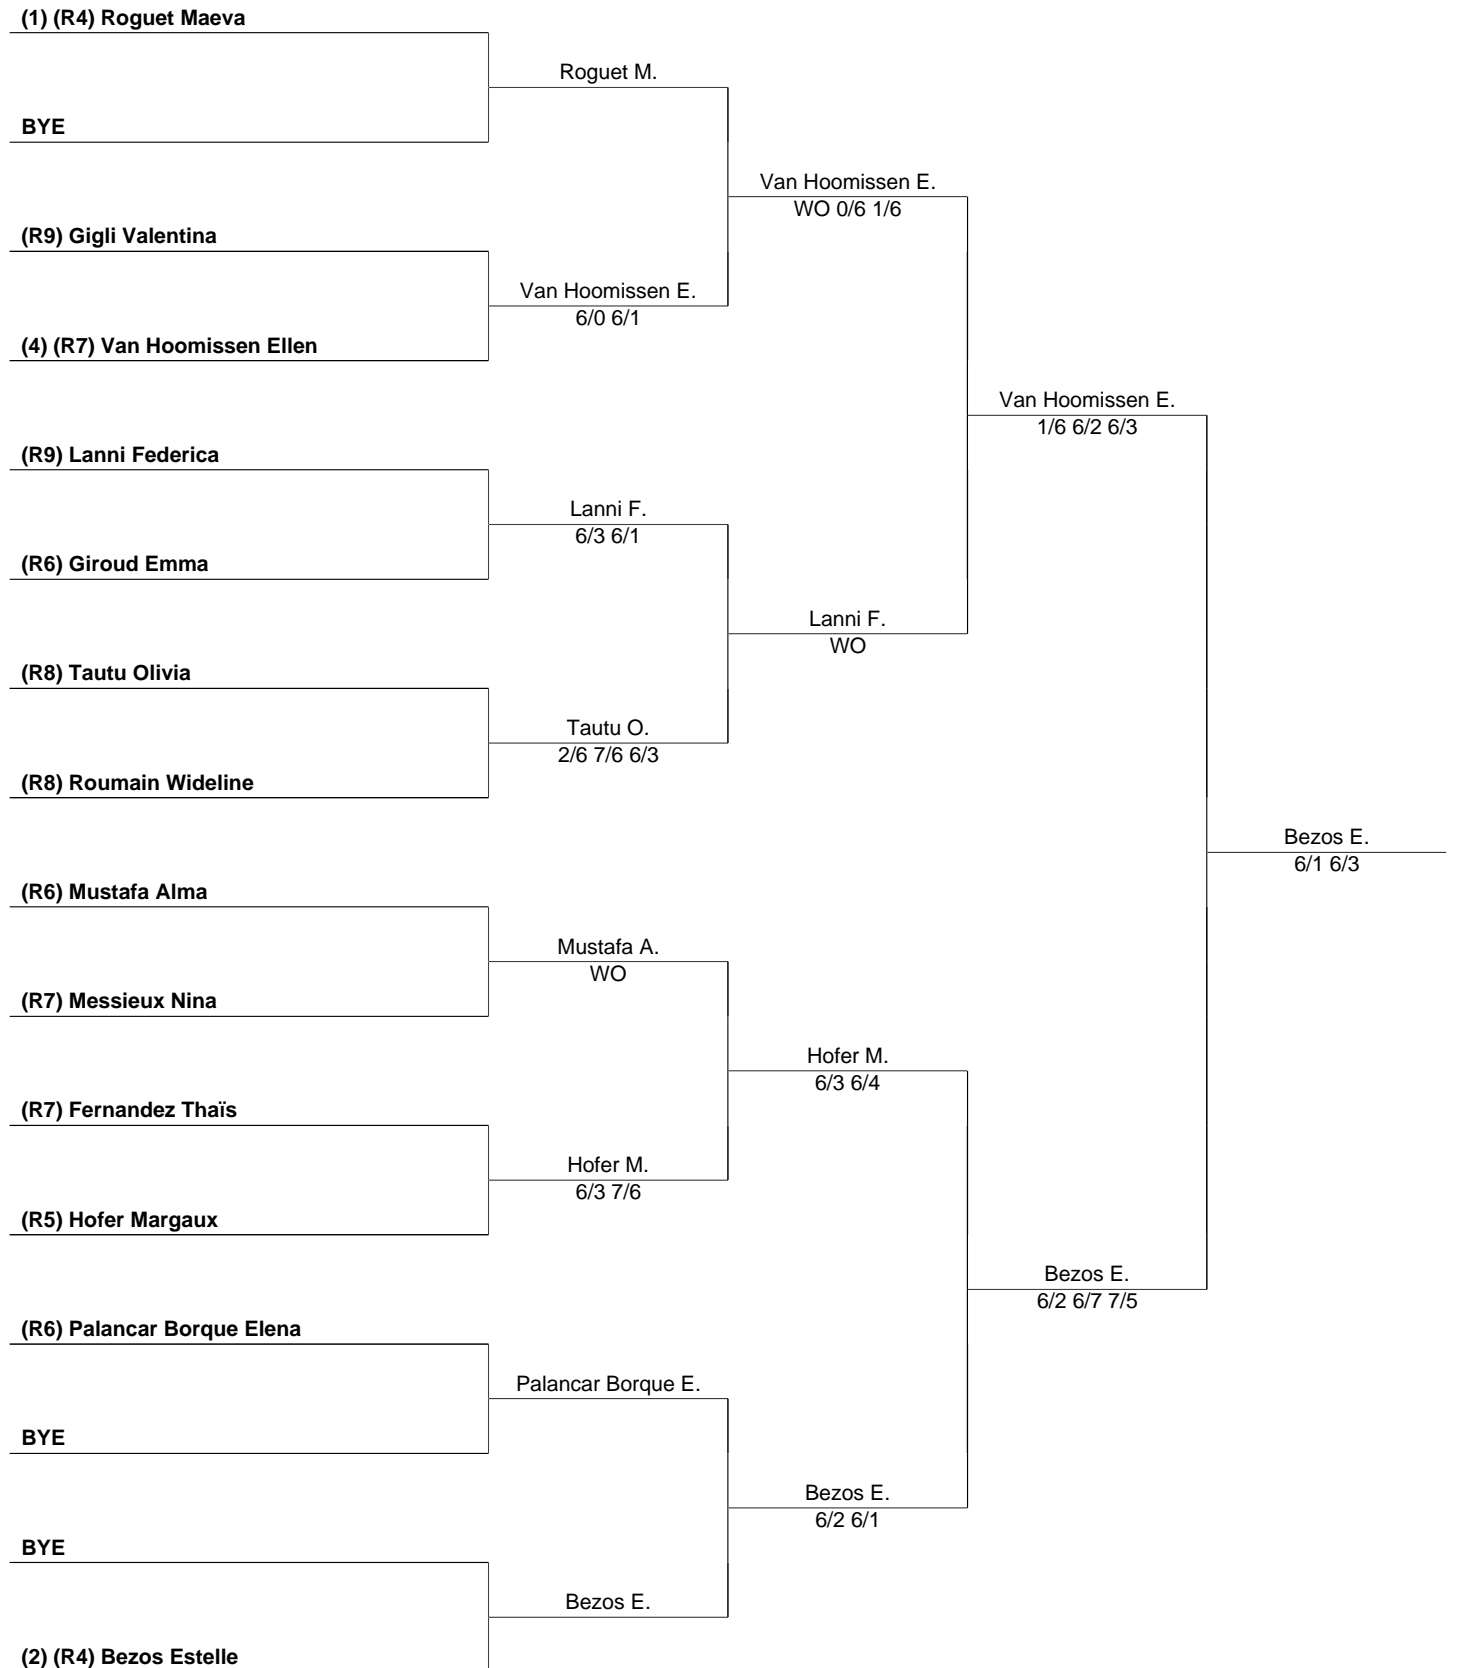 (1) (R4) Roguet Maeva
Roguet M.
BYE
Van Hoomissen E.
WO 0/6 1/6
(R9) Gigli Valentina
Van Hoomissen E.
6/0 6/1
(4) (R7) Van Hoomissen Ellen
Van Hoomissen E.
1/6 6/2 6/3
(R9) Lanni Federica
Lanni F.
6/3 6/1
(R6) Giroud Emma
Lanni F.
WO
(R8) Tautu Olivia
Tautu O.
2/6 7/6 6/3
(R8) Roumain Wideline
Bezos E.
6/1 6/3
(R6) Mustafa Alma
Mustafa A.
WO
(R7) Messieux Nina
Hofer M.
6/3 6/4
(R7) Fernandez Thaïs
Hofer M.
6/3 7/6
(R5) Hofer Margaux
Bezos E.
6/2 6/7 7/5
(R6) Palancar Borque Elena
Palancar Borque E.
BYE
Bezos E.
6/2 6/1
BYE
Bezos E.
(2) (R4) Bezos Estelle